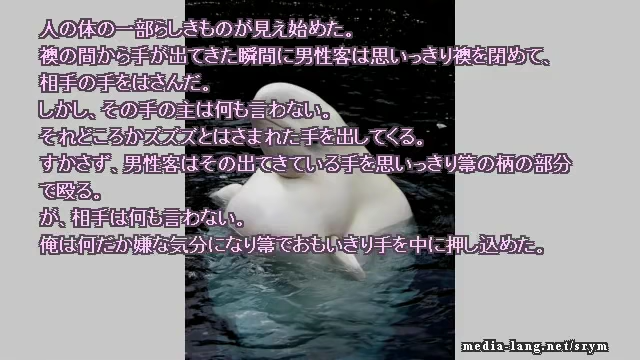 人の体の一部らしきものが見え始めた。
襖の間から手が出てきた瞬間に男性客は思いっきり襖を閉めて、
相手の手をはさんだ。
しかし、その手の主は何も言わない。
それどころかズズズとはさまれた手を出してくる。
すかさず、男性客はその出てきている手を思いっきり箒の柄の部分
で殴る。
が、相手は何も言わない。
俺は何だか嫌な気分になり箒でおもいきり手を中に押し込めた。
media-lang.net/srym